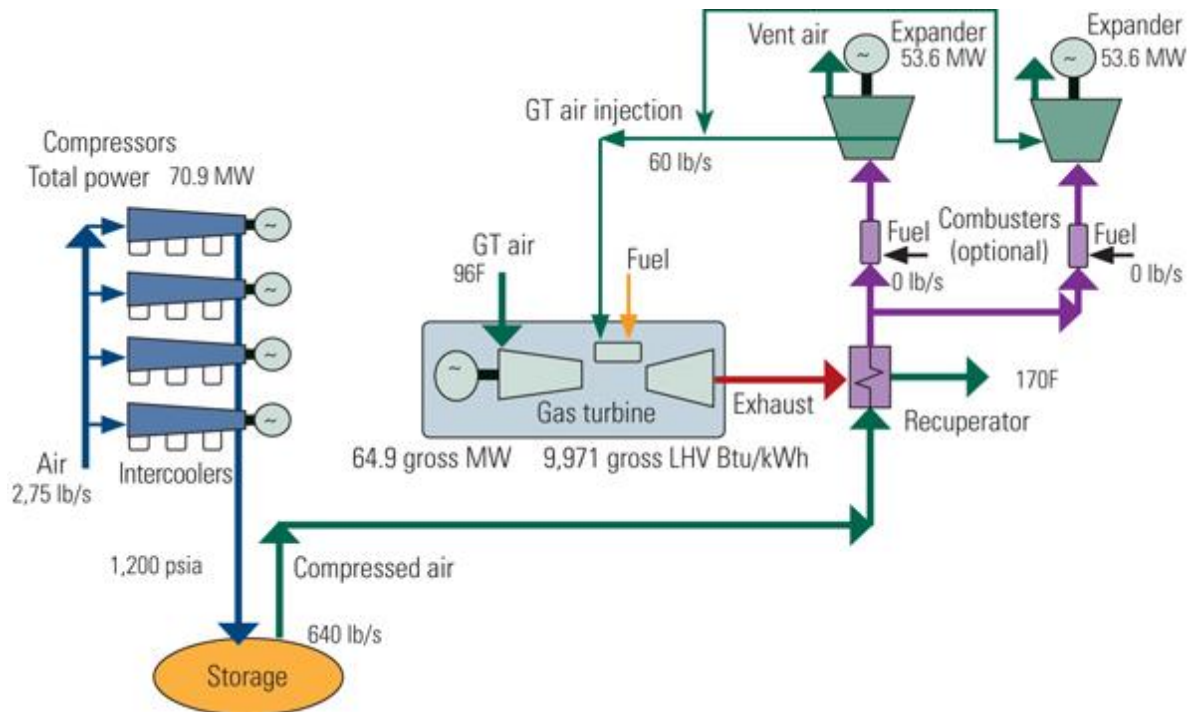 Vent air
Expander
53.6 MW
Expander
53.6 MW
GT air injection
60 lb/s
Compressors
Total power 70.9 MW
~
~
~
~
~
~
Fuel
0 lb/s
Combusters
(optional)
Fuel
0 lb/s
GT air
96F
Fuel
~
Gas turbine
Exhaust
170F
Recuperator
64.9 gross MW 9,971 gross LHV Btu/kWh
Air
2,75 lb/s
Intercoolers
1,200 psia
Compressed air
640 lb/s
Storage